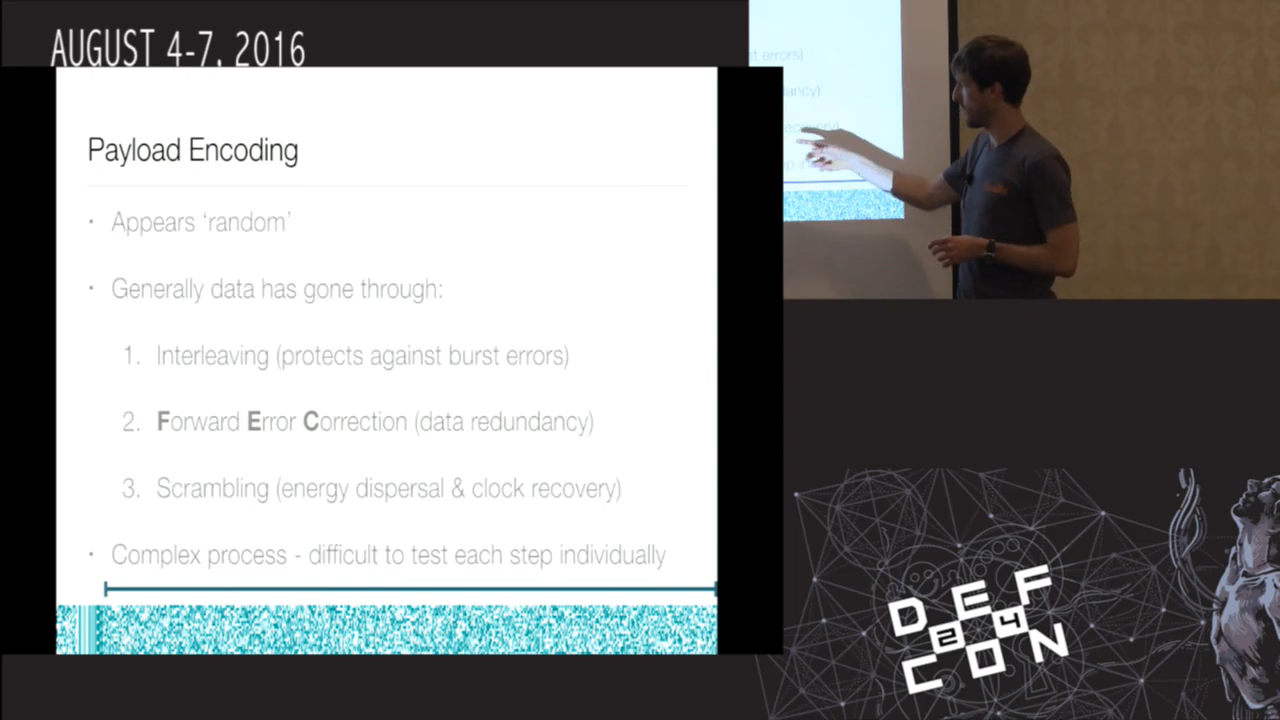 AUGUST 4-7, 2016
Payload Encoding
· Appears ‘random’
· Generally data has gone through:
1. Interleaving (protects against burst errors)
2. Forward Error Correction (data redundancy)
3. Scrambling (energy dispersal & clock recovery)
· Complex process - difficult to test each step individually
errors)
DEF
24
CON